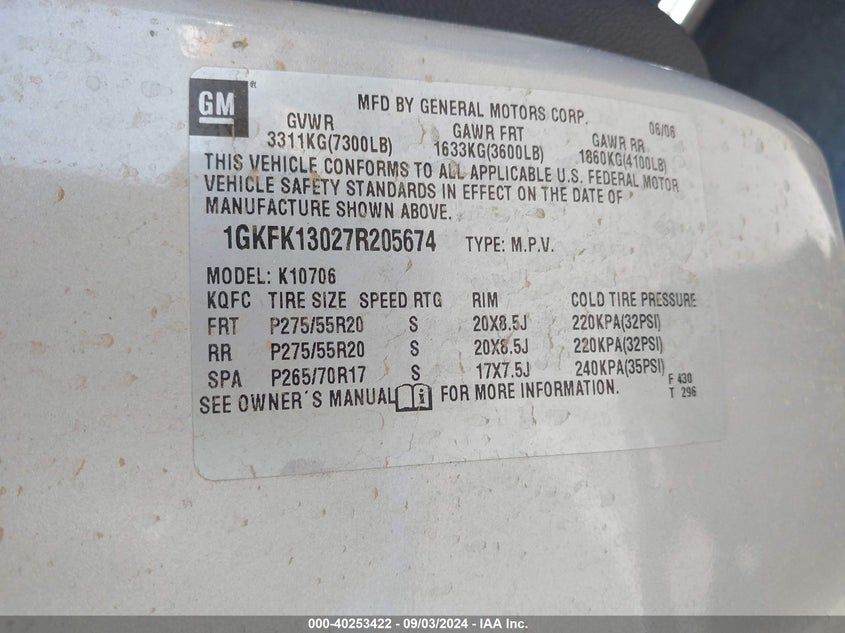 GM
MFD BY GENERAL MOTORS CORP. 06/06
GVWR GAWR FRT GAWR RR
3311KG(7300LB) 1633KG(3600LB) 1860KG(4100LB)
THIS VEHICLE CONFORMS TO ALL APPLICABLE U.S. FEDERAL MOTOR
VEHICLE SAFETY STANDARDS IN EFFECT ON THE DATE OF
MANUFACTURE SHOWN ABOVE.
1GKFK13027R205674 TYPE: M.P.V.
MODEL: K10706
KQFC TIRE SIZE SPEED RTG RIM COLD TIRE PRESSURE
FRT P275/55R20 S 20X8.5J 220KPA(32PSI)
RR P275/55R20 S 20X8.5J 220KPA(32PSI)
SPA P265/70R17 S 17X7.5J 240KPA(35PSI)
F 430
SEE OWNER'S MANUAL FOR MORE INFORMATION. T 296
000-40253422 - 09/03/2024 - IAA Inc.